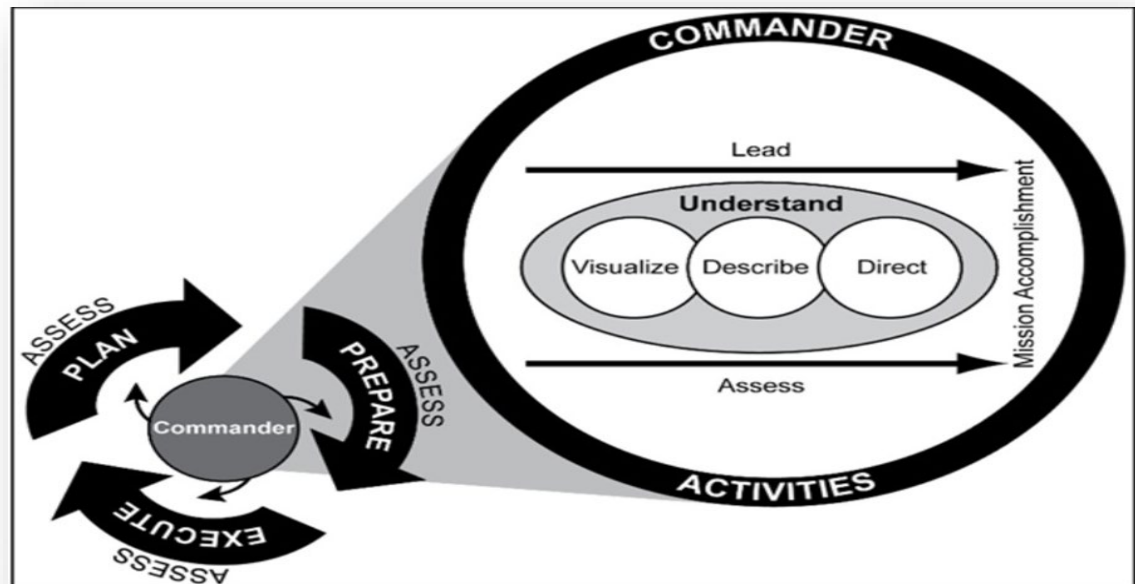 COMMANDER
Lead
Understand
Visualize
Describe
Direct
Assess
Mission Accomplishment
ACTIVITIES
ASSESS
PLAN
PREPARE
ASSESS
Commander
EXECUTE
ASSESS